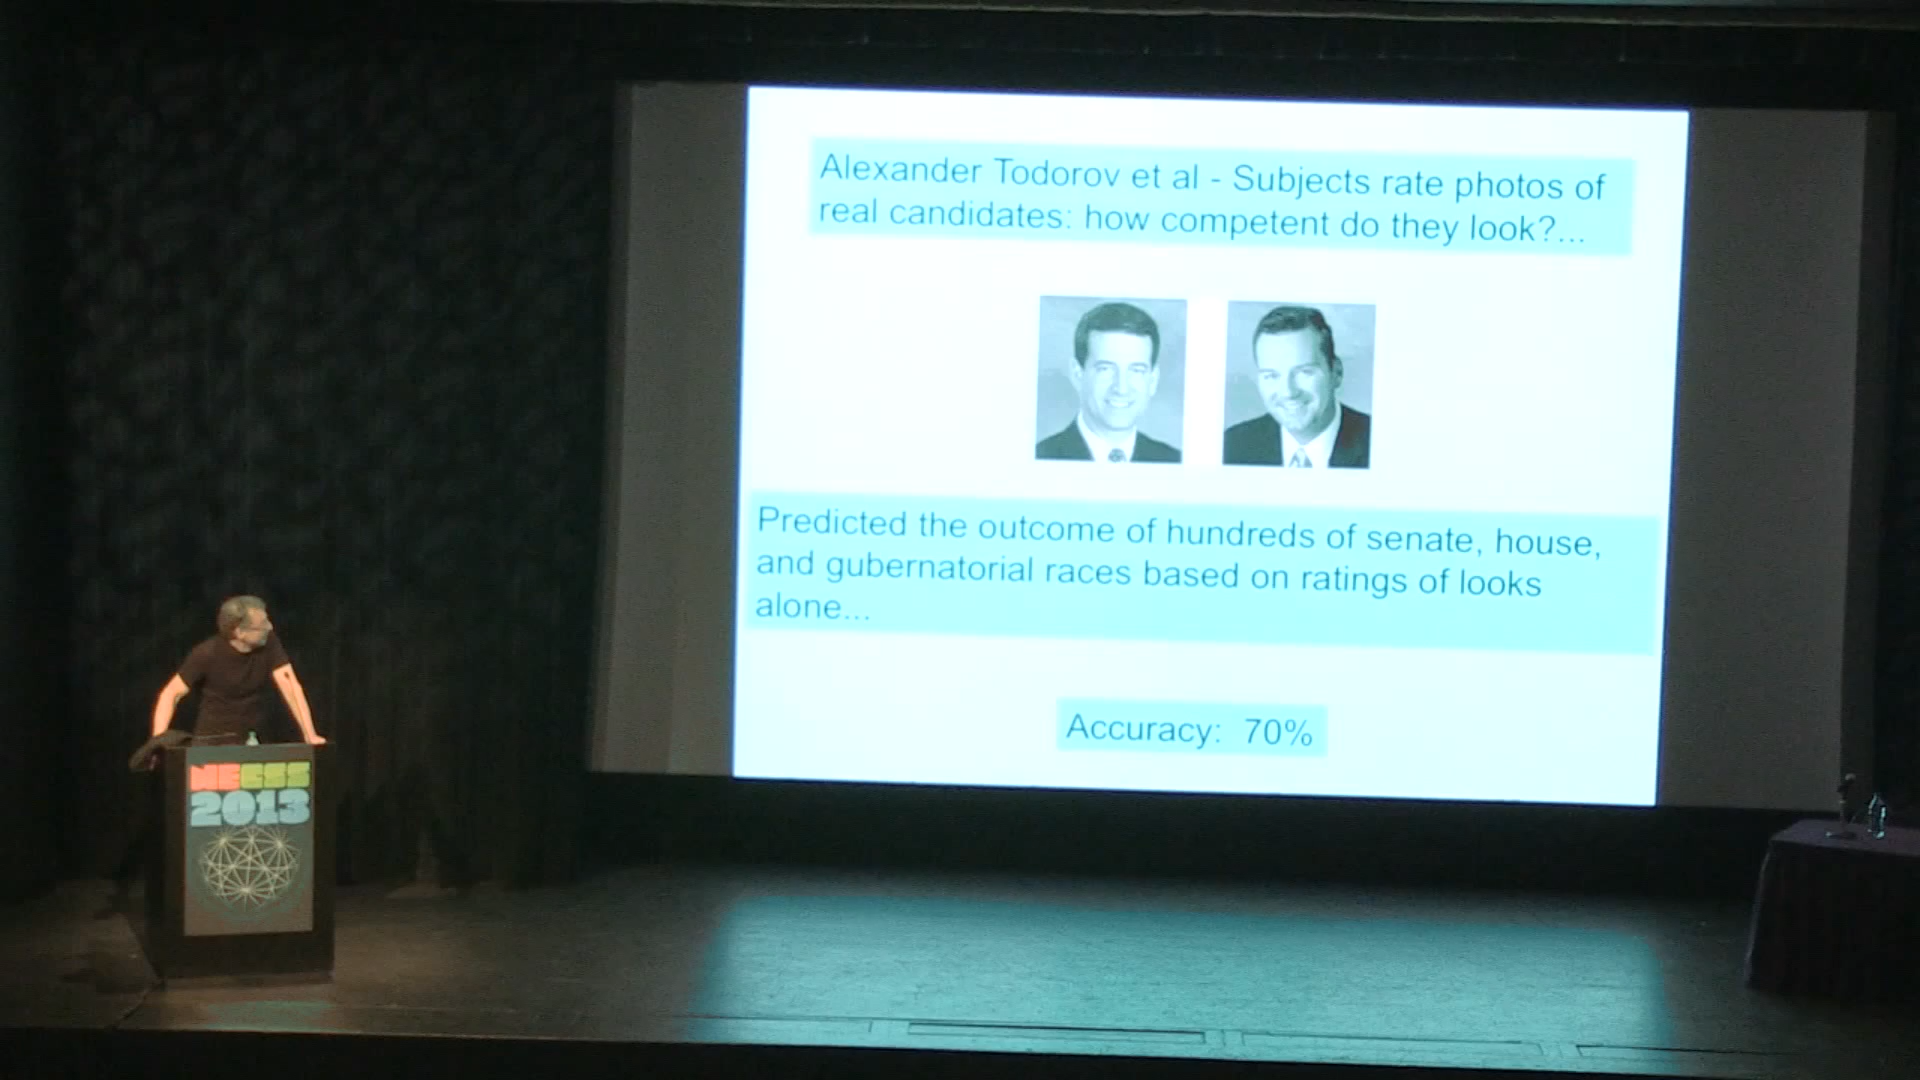 Alexander Todorov et al - Subjects rate photos of
real candidates: how competent do they look?...
Predicted the outcome of hundreds of senate, house,
and gubernatorial races based on ratings of looks
alone...
Accuracy: 70%
NECSS
2013